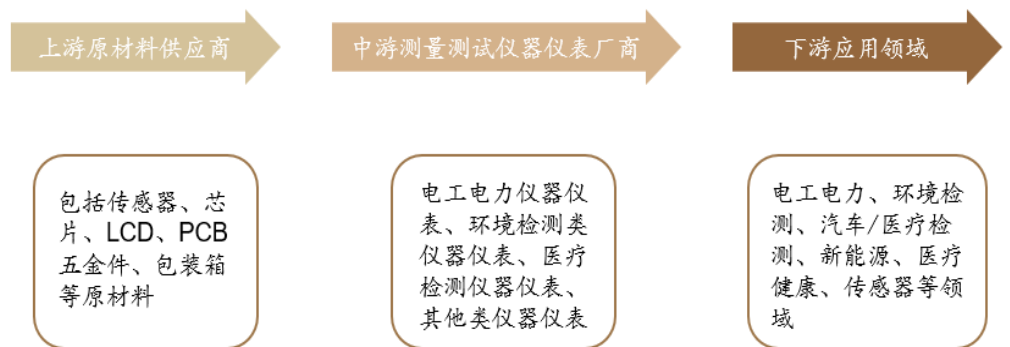 上游原材料供应商
中游测量测试仪器仪表厂商
下游应用领域
包括传感器、芯
片、LCD、PCB
五金件、包装箱
等原材料
电工电力仪器仪
表、环境检测类
仪器仪表、医疗
检测仪器仪表、
其他类仪器仪表
电工电力、环境检
测、汽车/医疗检
测、新能源、医疗
健康、传感器等领
域